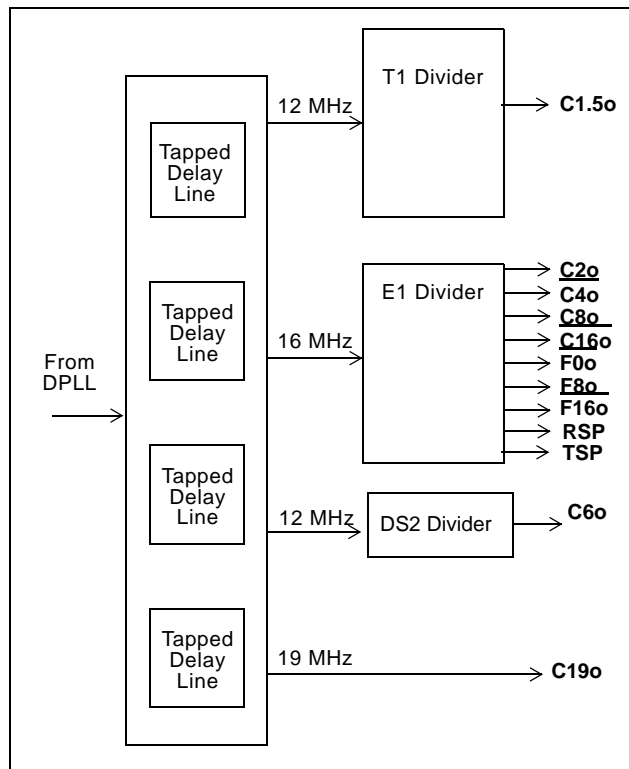 T1 Divider
12 MHz
C1.5o
Tapped
Delay
Line
C2o
E1 Divider
C4o
Tapped
Delay
Line
C8o
16 MHz
C16o
From
DPLL
F0o
F8o
F16o
RSP
TSP
Tapped
Delay
Line
12 MHz
DS2 Divider
C6o
Tapped
Delay
Line
19 MHz
C19o